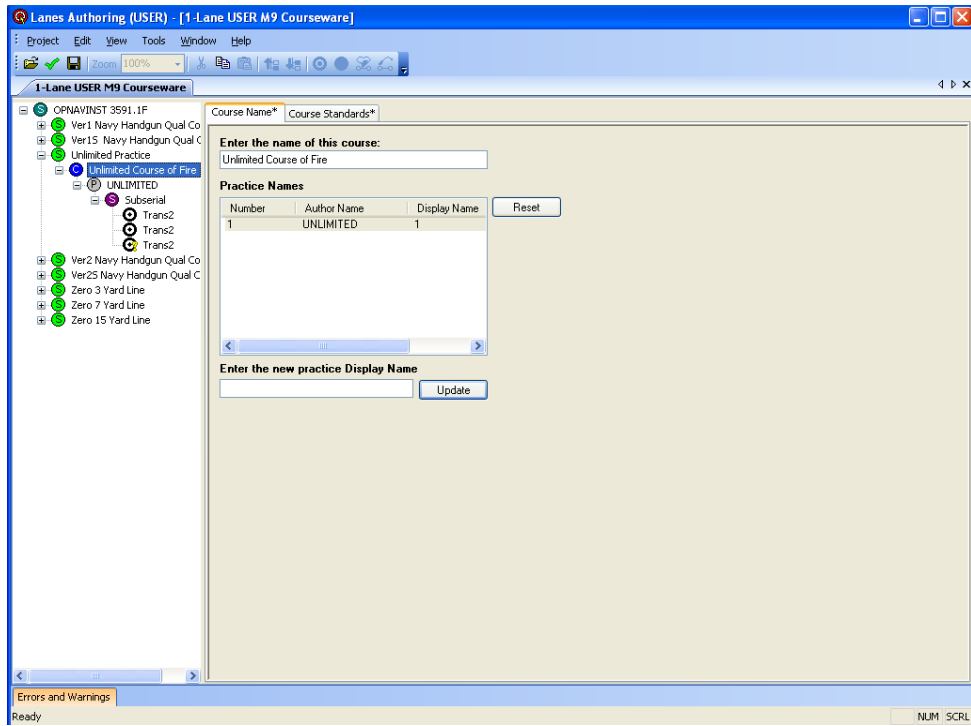 Lanes Authoring (USER) - [1-Lane USER M9 Courseware]
Project Edit View Tools Window Help
Zoom 100%
1-Lane USER M9 Courseware
S OPNAVINST 3591.1F
S Ver1 Navy Handgun Qual Co
S Ver1S Navy Handgun Qual C
S Unlimited Practice
C Unlimited Course of Fire
P UNLIMITED
S Subserial
Trans2
Trans2
Trans2
S Ver2 Navy Handgun Qual Co
S Ver2S Navy Handgun Qual C
S Zero 3 Yard Line
S Zero 7 Yard Line
S Zero 15 Yard Line
Course Name* Course Standards*
Enter the name of this course:
Unlimited Course of Fire
Practice Names
Number Author Name Display Name Reset
1 UNLIMITED 1
Enter the new practice Display Name
Update
Errors and Warnings
Ready NUM SCRL